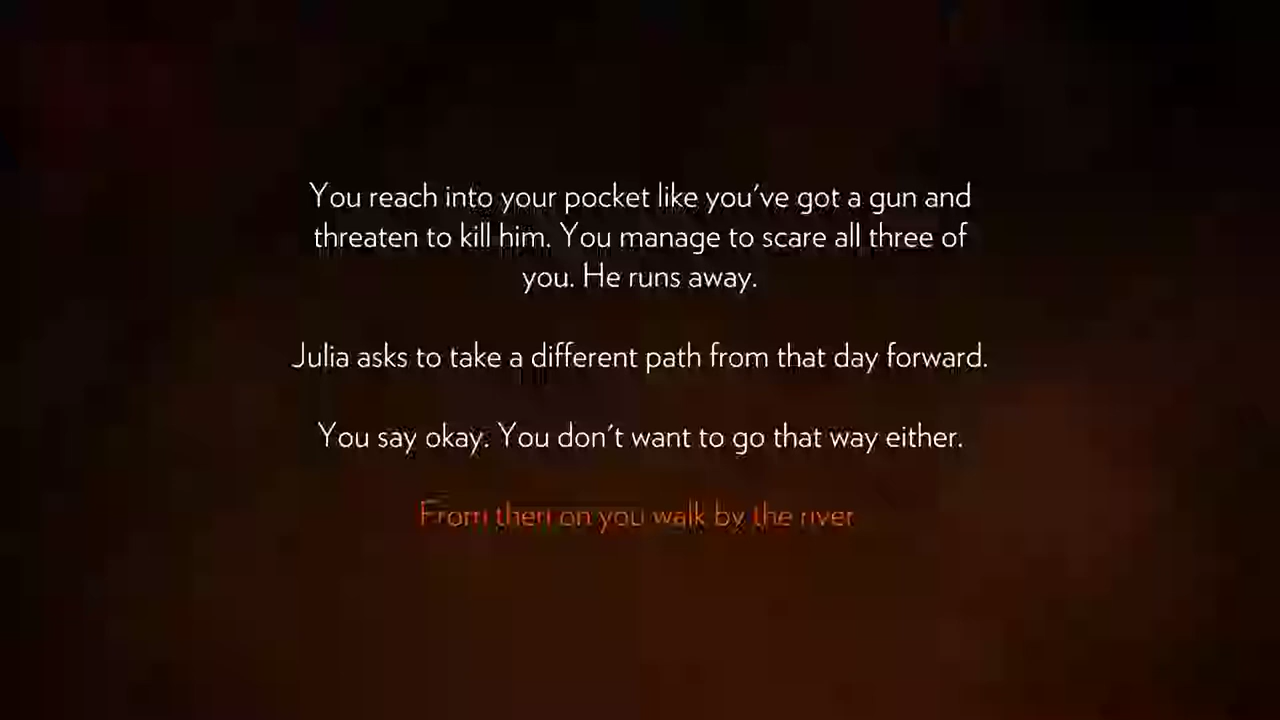 You reach into your pocket like you've got a gun and
threaten to kill him. You manage to scare all three of
you. He runs away.
Julia asks to take a different path from that day forward.
You say okay. You don't want to go that way either.
From then on you walk by the river